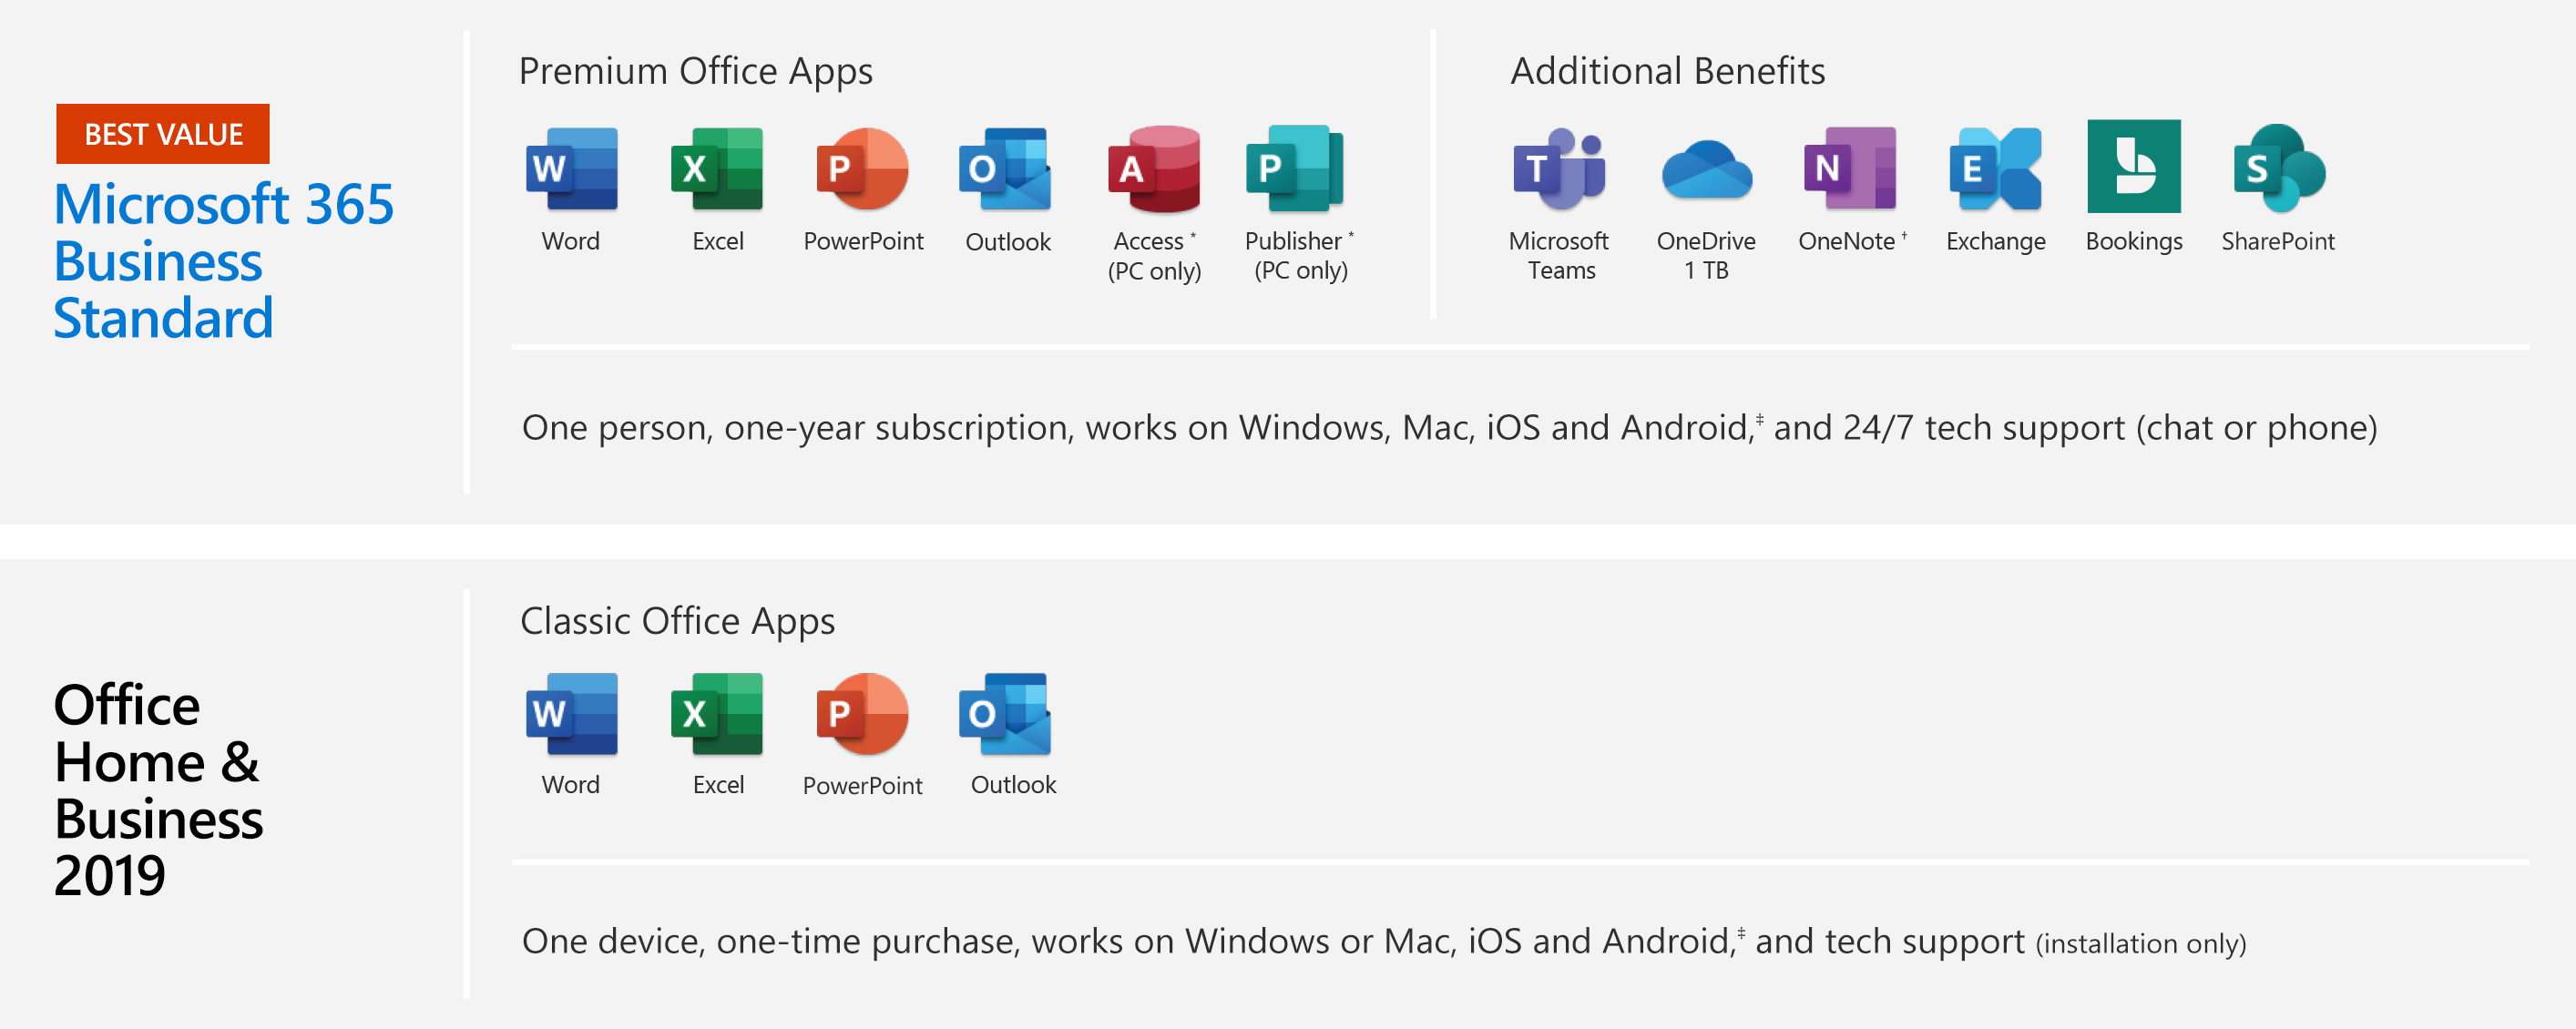 BEST VALUE
Microsoft 365
Business
Standard
Premium Office Apps
W
X
P
O
A
P
Word
Excel
PowerPoint
Outlook
Access *
(PC only)
Publisher *
(PC only)
Additional Benefits
T
N
E
b
S
Microsoft
Teams
OneDrive
1 TB
OneNote †
Exchange
Bookings
SharePoint
One person, one-year subscription, works on Windows, Mac, iOS and Android,‡ and 24/7 tech support (chat or phone)
Office
Home &
Business
2019
Classic Office Apps
W
X
P
O
Word
Excel
PowerPoint
Outlook
One device, one-time purchase, works on Windows or Mac, iOS and Android,‡ and tech support (installation only)